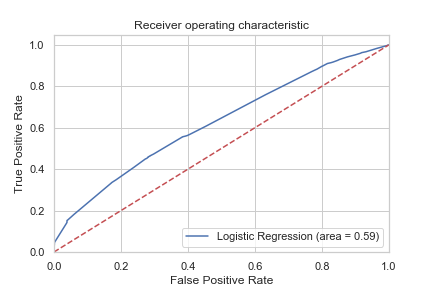 Receiver operating characteristic
1.0
0.8
0.6
0.4
0.2
0.0
True Positive Rate
Logistic Regression (area = 0.59)
0.0 0.2 0.4 0.6 0.8 1.0
False Positive Rate